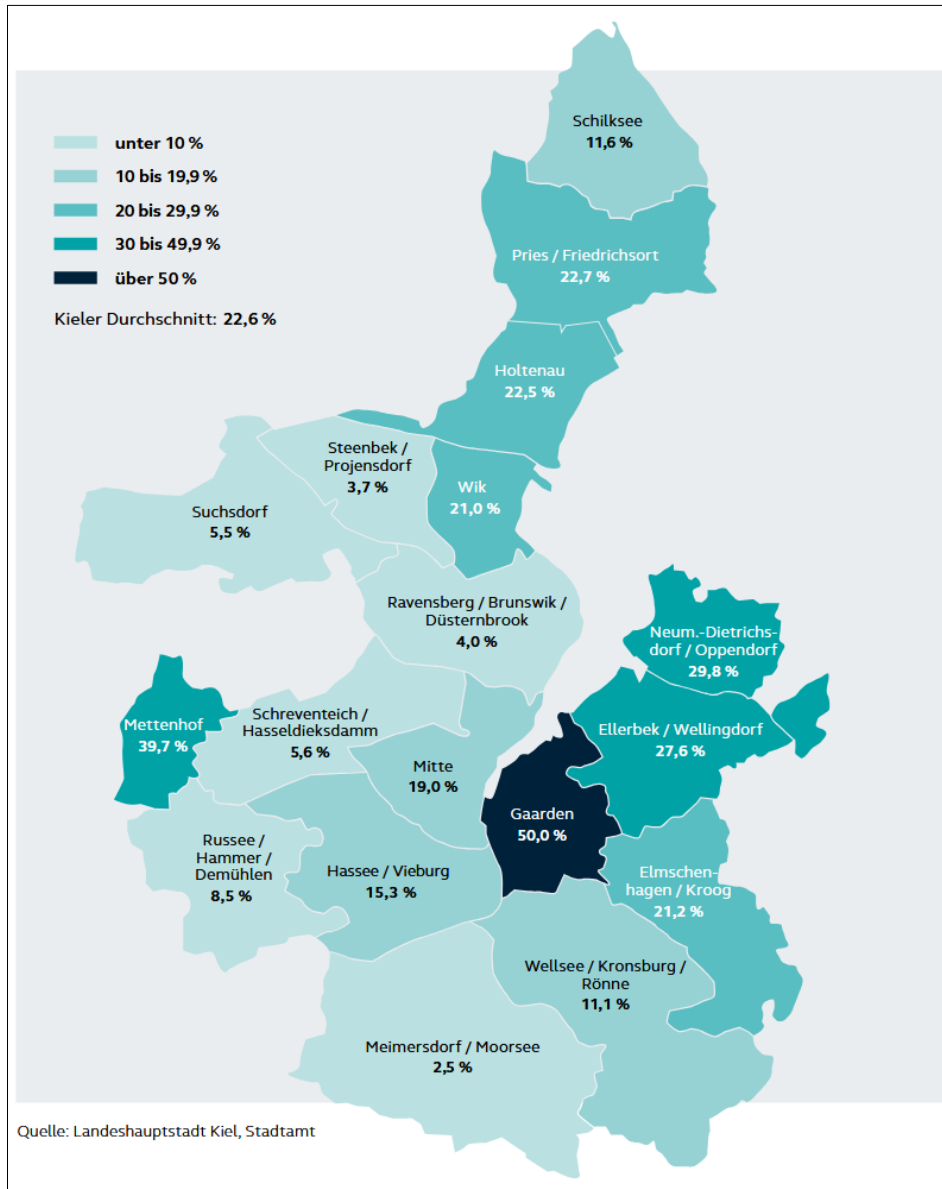 unter 10 %
10 bis 19,9 %
20 bis 29,9 %
30 bis 49,9 %
über 50 %
Kieler Durchschnitt: 22,6 %
Schilksee
11,6 %
Pries / Friedrichsort
22,7 %
Holtenau
22,5 %
Steenbek /
Projensdorf
3,7 %
Wik
21,0 %
Suchsdorf
5,5 %
Ravensberg / Brunswik /
Düsternbrook
4,0 %
Neum.-Dietrichs-
dorf / Oppendorf
29,8 %
Mettenhof
39,7 %
Schreventeich /
Hasseldieksdamm
5,6 %
Ellerbek / Wellingdorf
27,6 %
Mitte
19,0 %
Gaarden
50,0 %
Russee /
Hammer /
Demühlen
8,5 %
Hassee / Vieburg
15,3 %
Elmschen-
hagen / Kroog
21,2 %
Wellsee / Kronsburg /
Rönne
11,1 %
Meimersdorf / Moorsee
2,5 %
Quelle: Landeshauptstadt Kiel, Stadtamt